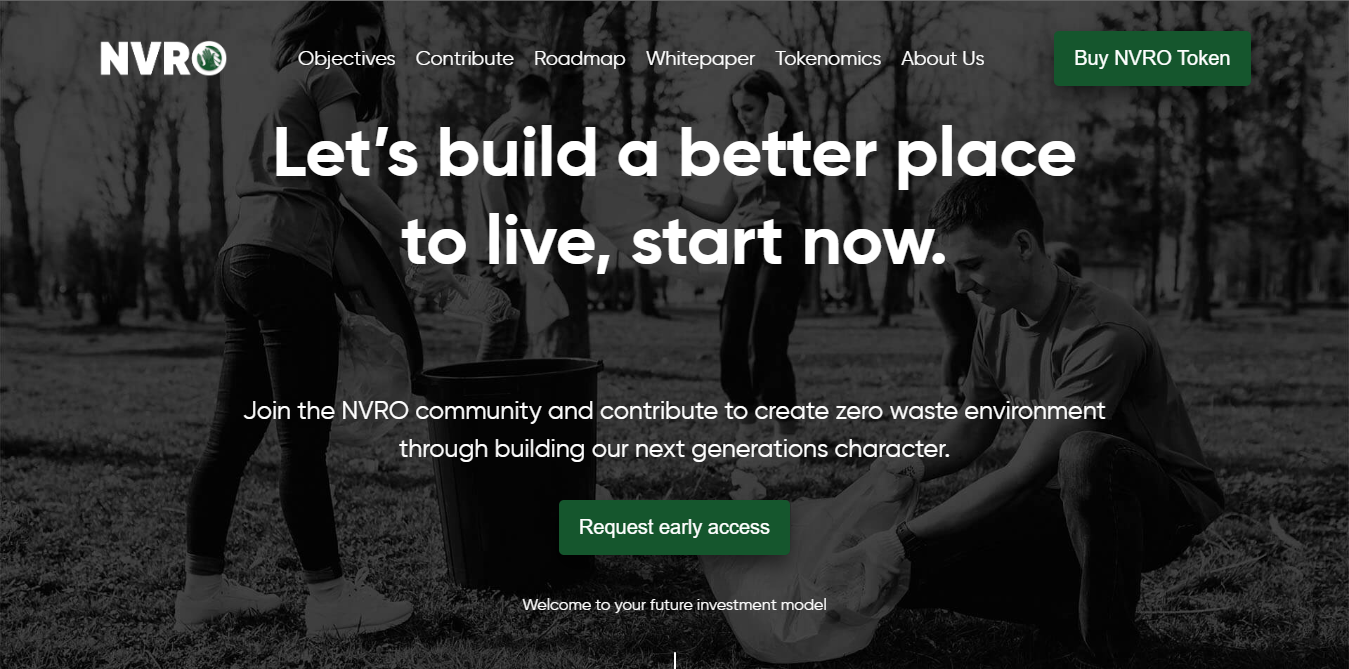 NVRO
Objectives Contribute Roadmap Whitepaper Tokenomics About Us
Buy NVRO Token
Let’s build a better place
to live, start now.
Join the NVRO community and contribute to create zero waste environment
through building our next generations character.
Request early access
Welcome to your future investment model